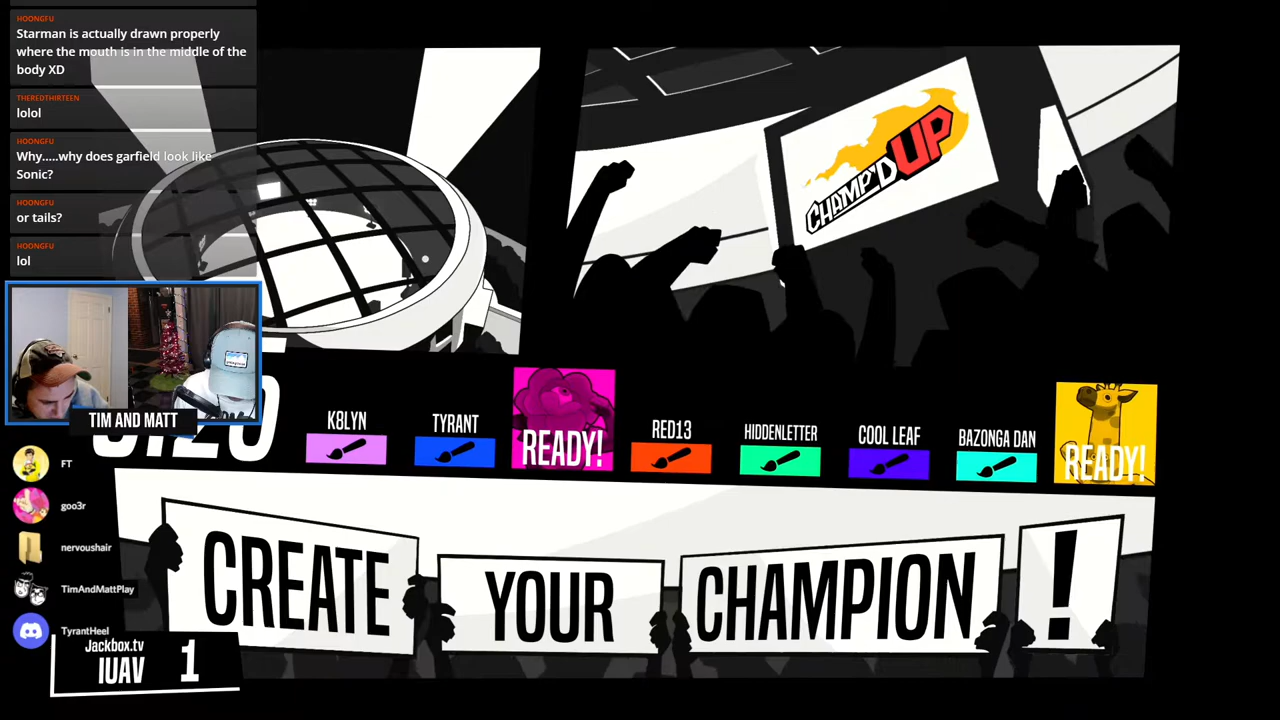 HOONGFU
Starman is actually drawn properly
where the mouth is in the middle of the
body XD
THEREDTHIRTEEN
lolol
HOONGFU
Why.....why does garfield look like
Sonic?
HOONGFU
or tails?
HOONGFU
lol
CHAMP'D UP
TIM AND MATT
K8LYN
TYRANT
READY!
RED13
HIDDENLETTER
COOL LEAF
BAZONGA DAN
READY!
FT
goo3r
nervoushair
TimAndMattPlay
TyrantHeel
CREATE YOUR CHAMPION !
Jackbox.tv
IUAV 1